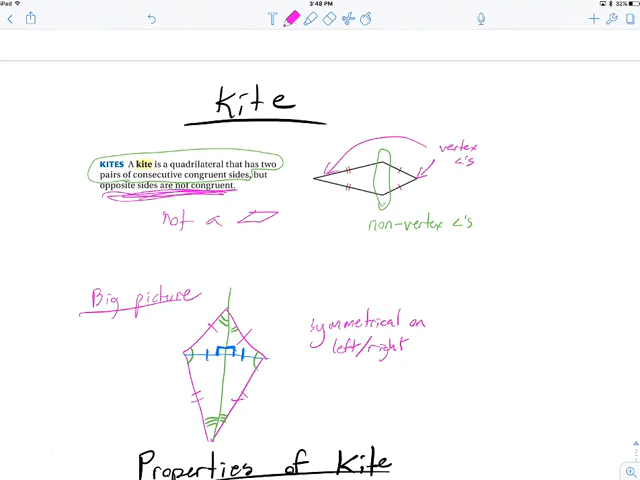 iPad
3:48 PM
32%
T
Kite
KITES A kite is a quadrilateral that has two
pairs of consecutive congruent sides, but
opposite sides are not congruent.
not a
vertex
∠'s
non-vertex ∠'s
Big picture
symmetrical on
left/right
Properties of Kite